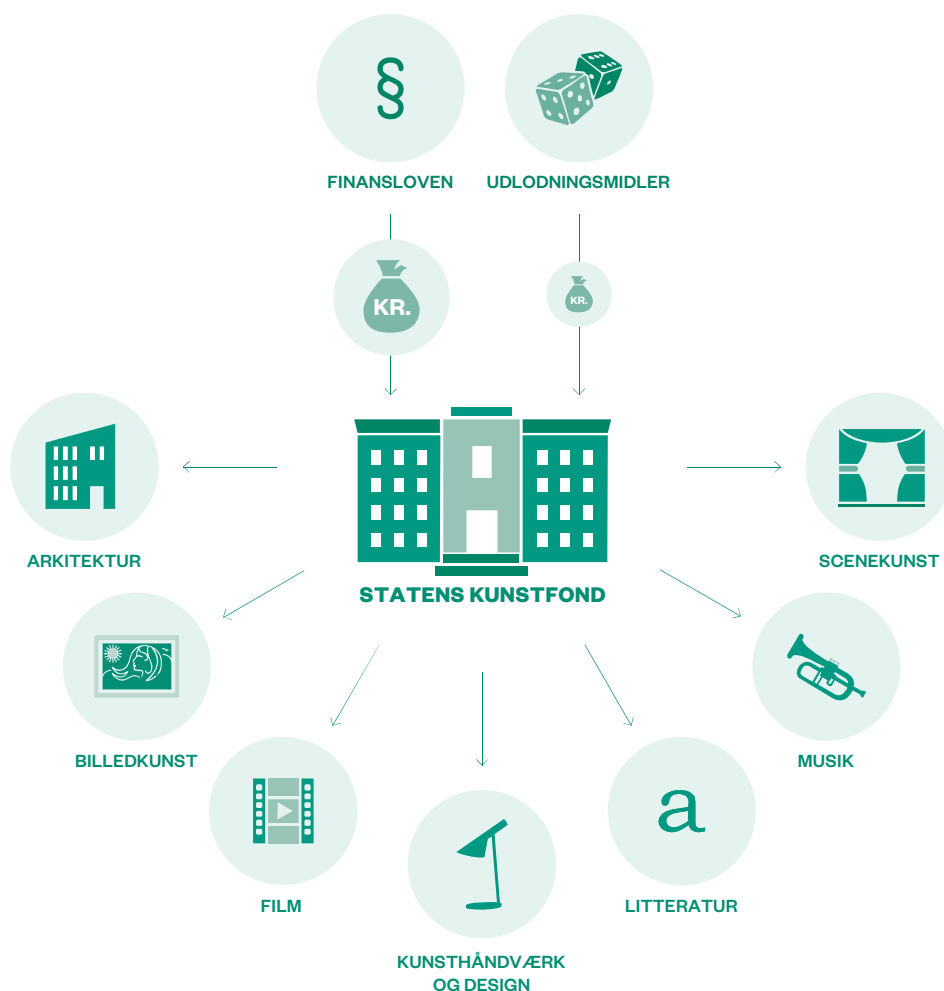 §
FINANSLOVEN
UDLODNINGSMIDLER
KR.
KR.
STATENS KUNSTFOND
ARKITEKTUR
SCENEKUNST
BILLEDKUNST
MUSIK
FILM
a
LITTERATUR
KUNSTHÅNDVÆRK
OG DESIGN